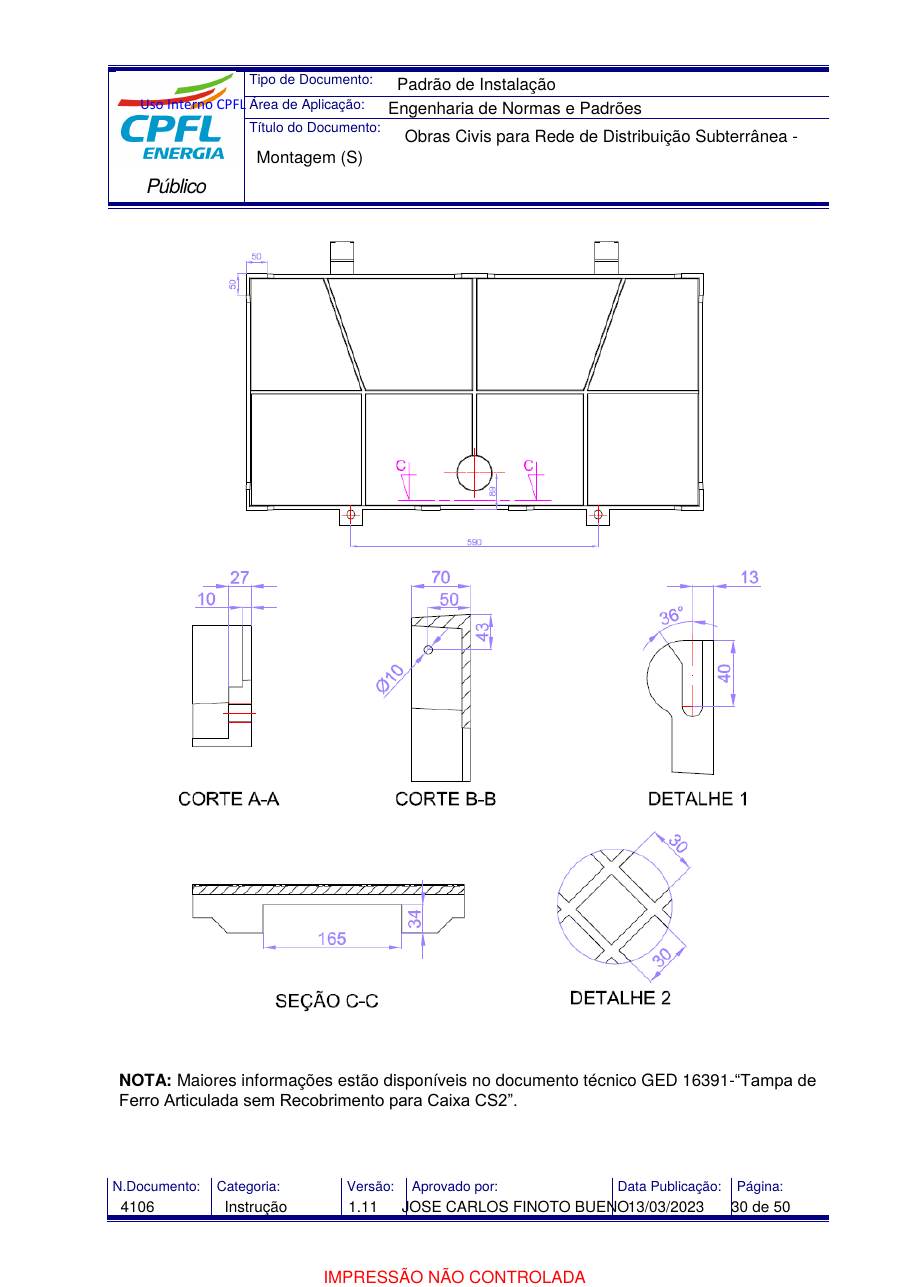 Tipo de Documento: Padrão de Instalação
Uso Interno CPFL
Área de Aplicação: Engenharia de Normas e Padrões
Título do Documento: Obras Civis para Rede de Distribuição Subterrânea -
Montagem (S)
CPFL
ENERGIA
Público
50
50
C
C
89
590
27
10
70
50
43
Ø10
13
36°
40
CORTE A-A
CORTE B-B
DETALHE 1
30
34
165
30
SEÇÃO C-C
DETALHE 2
NOTA: Maiores informações estão disponíveis no documento técnico GED 16391-“Tampa de
Ferro Articulada sem Recobrimento para Caixa CS2”.
N.Documento: Categoria: Versão: Aprovado por: Data Publicação: Página:
4106 Instrução 1.11 JOSE CARLOS FINOTO BUENO 13/03/2023 30 de 50
IMPRESSÃO NÃO CONTROLADA